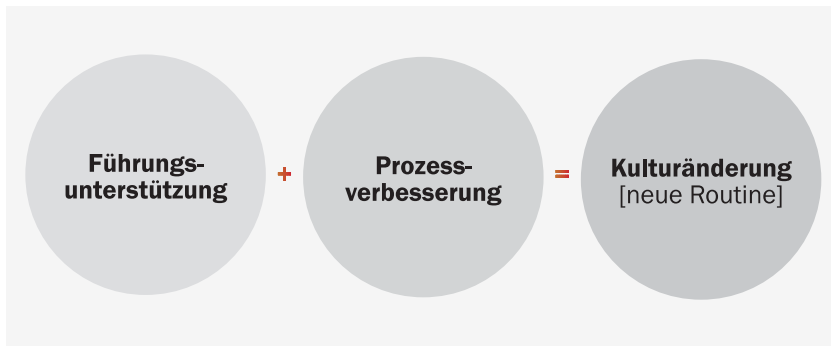 Führungs-
unterstützung
+
Prozess-
verbesserung
=
Kulturänderung
[neue Routine]